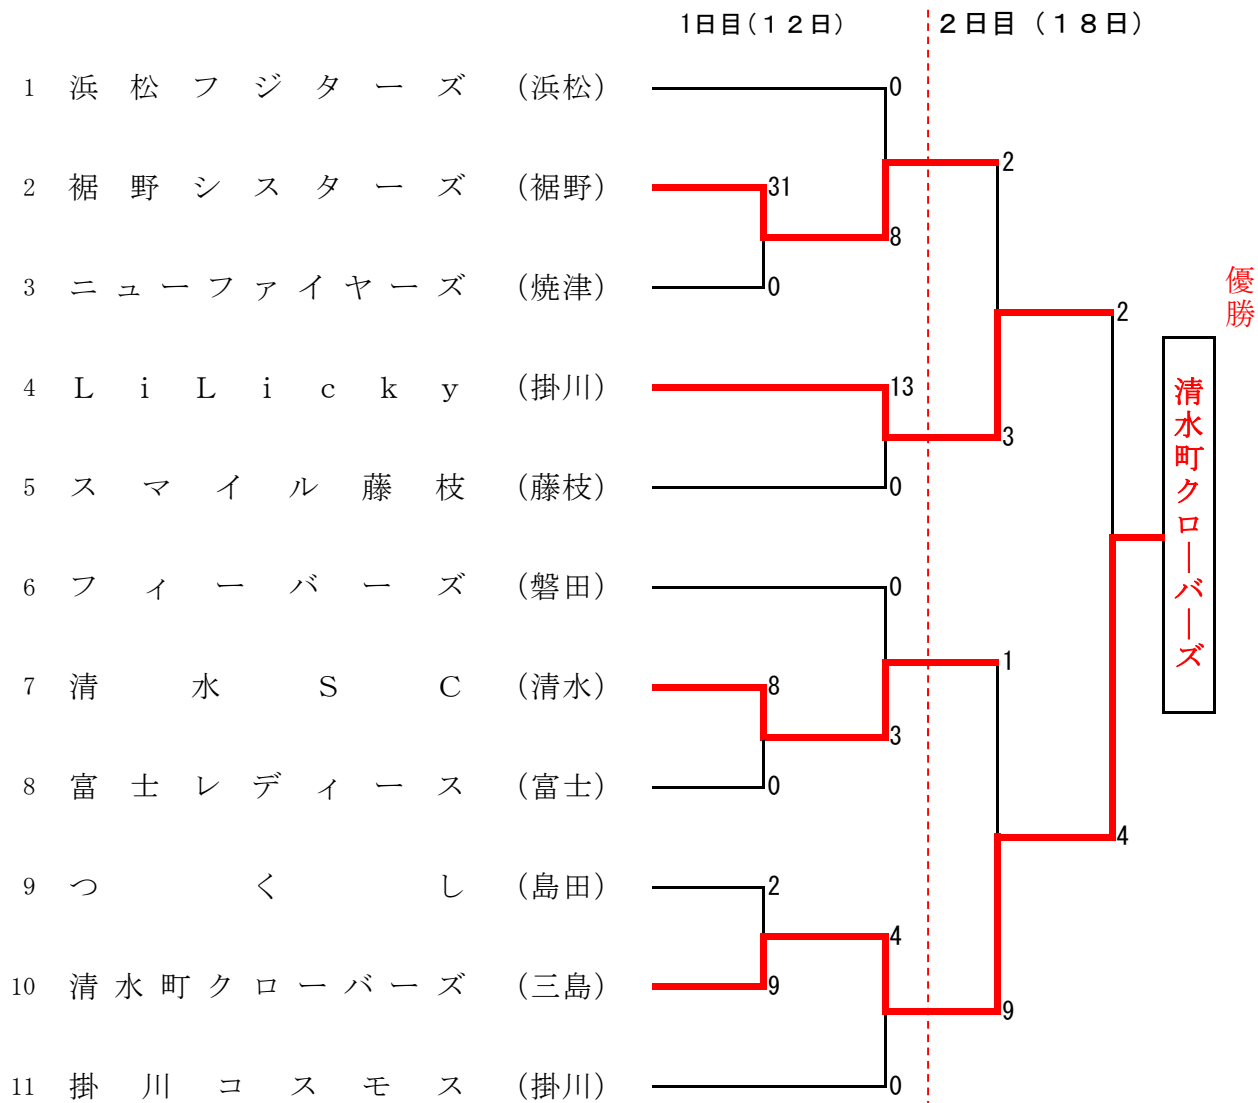 1日目（１２日） ２日目（１８日）
1 浜松フジターズ （浜松） 0
2
2 裾野シスターズ （裾野） 31
8
3 ニューファイヤーズ （焼津） 0
優勝
2
4 ＬｉＬｉｃｋｙ （掛川） 13
3
5 スマイル藤枝 （藤枝） 0
清水町クローバーズ
6 フィーバーズ （磐田） 0
1
7 清水ＳＣ （清水） 8
3
8 富士レディース （富士） 0
4
9 つくし （島田） 2
4
10 清水町クローバーズ （三島） 9
9
11 掛川コスモス （掛川） 0